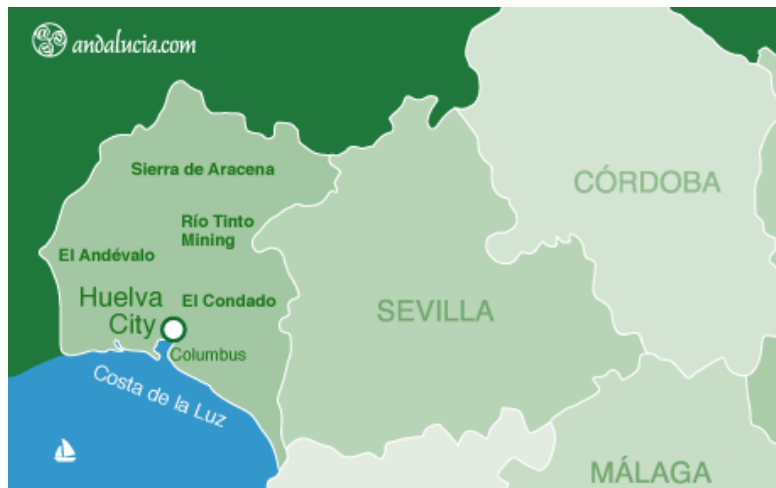 andalucia.com
Sierra de Aracena
CÓRDOBA
Río Tinto
Mining
El Andévalo
Huelva
City
El Condado
SEVILLA
Columbus
Costa de la Luz
MÁLAGA